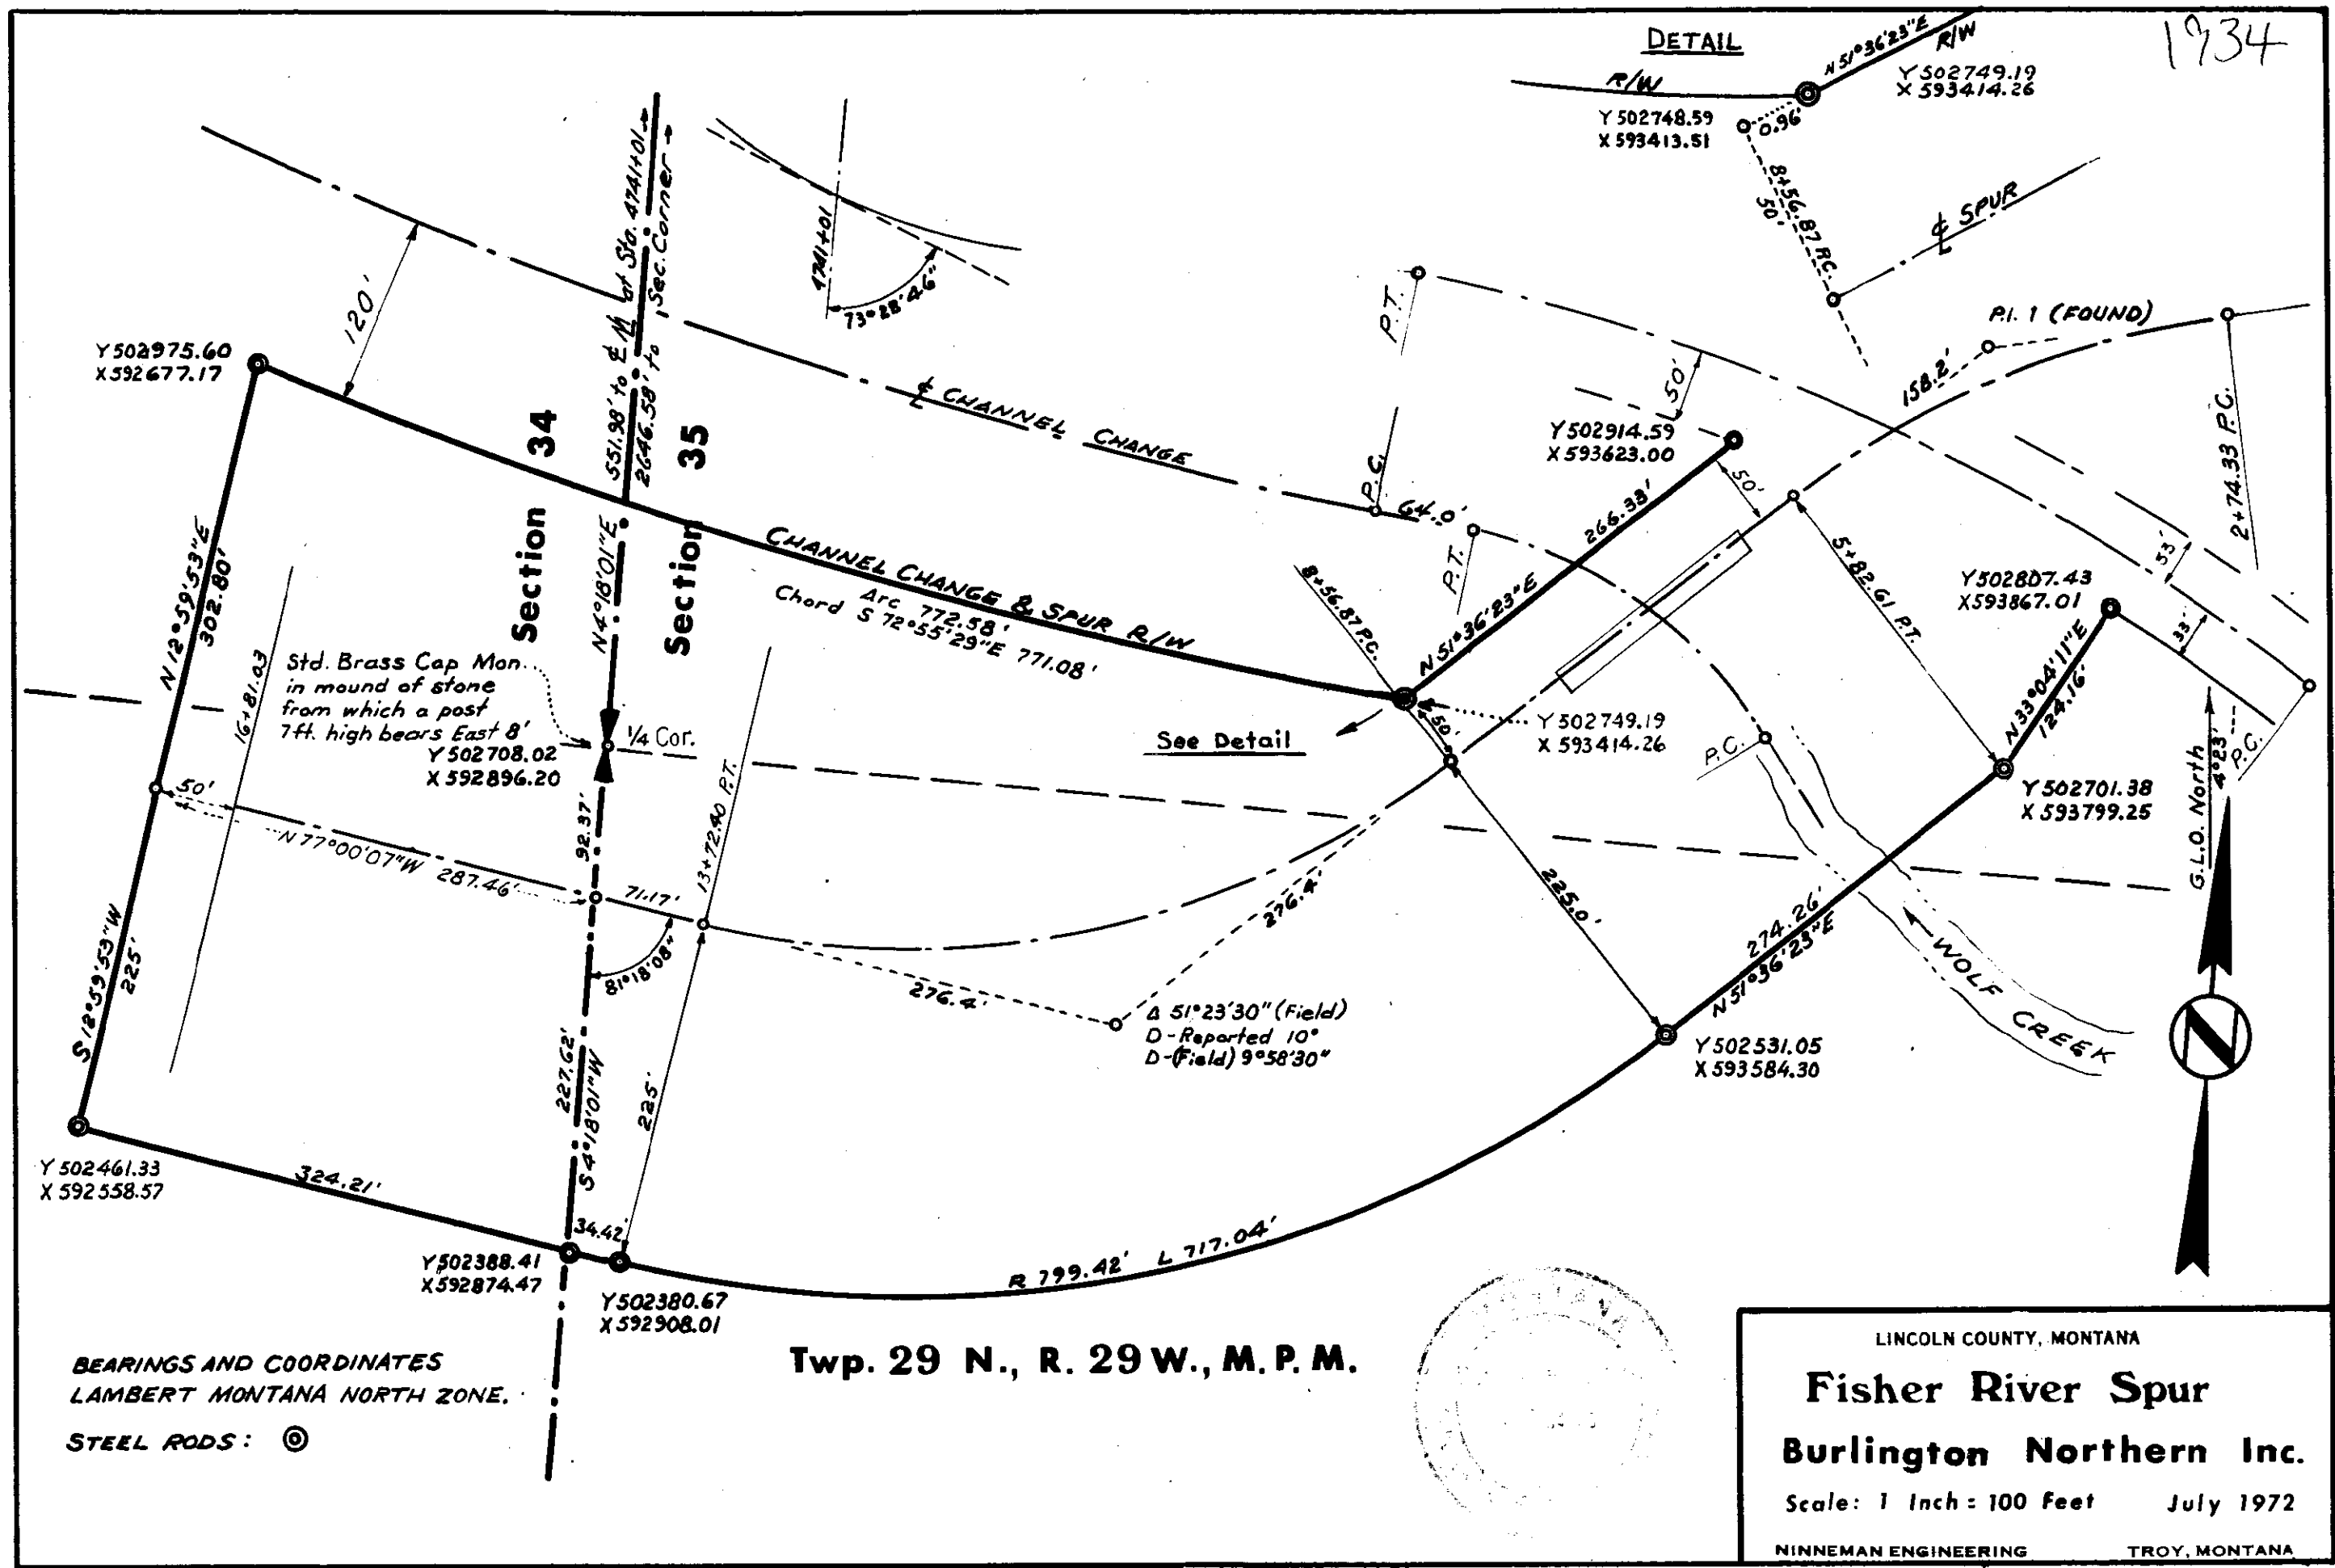 1934
DETAIL
N 51°36'23"E
R/W
R/W
Y 502749.19
X 593414.26
Y 502748.59
X 593413.51
0.96'
8+56.87 P.C.
50'
℄ SPUR
551.98' to ℄ M at Sta. 4741+01
2646.58' to Sec. Corner
4741+01
73°28'46"
120'
Y 502975.60
X 592677.17
Section 34
Section 35
℄ CHANNEL CHANGE
P.T.
P.C.
64.0'
P.T.
50'
P.I. 1 (FOUND)
158.2'
2+74.33 P.C.
Y 502914.59
X 593623.00
50'
266.33'
N 51°36'23"E
5+82.61 P.T.
53'
33'
Y 502807.43
X 593867.01
N 33°04'11"E
124.16'
CHANNEL CHANGE & SPUR R/W
Arc 772.58'
Chord S 72°55'29"E 771.08'
8+56.87 P.C.
N 12°59'53"E
302.80'
16+81.03
N 4°18'01"E
Std. Brass Cap Mon.
in mound of stone
from which a post
7ft. high bears East 8'
Y 502708.02
X 592896.20
1/4 Cor.
See Detail
50'
Y 502749.19
X 593414.26
P.C.
Y 502701.38
X 593799.25
G.L.O. North
4°23'
P.C.
50'
N 77°00'07"W 287.46'
92.37'
71.17'
13+72.40 P.T.
81°18'08"
276.4'
276.4'
225.0'
274.26'
N 51°36'23"E
WOLF CREEK
N
Δ 51°23'30" (Field)
D-Reported 10°
D-(Field) 9°58'30"
Y 502531.05
X 593584.30
S 12°59'53"W
225'
227.62'
S 4°18'01"W
225'
Y 502461.33
X 592558.57
324.21'
34.42'
Y 502388.41
X 592874.47
Y 502380.67
X 592908.01
R 799.42' L 717.04'
BEARINGS AND COORDINATES
LAMBERT MONTANA NORTH ZONE.
STEEL RODS:
Twp. 29 N., R. 29 W., M.P.M.
MONTANA
LINCOLN COUNTY, MONTANA
Fisher River Spur
Burlington Northern Inc.
Scale: 1 Inch = 100 Feet July 1972
NINNEMAN ENGINEERING TROY, MONTANA